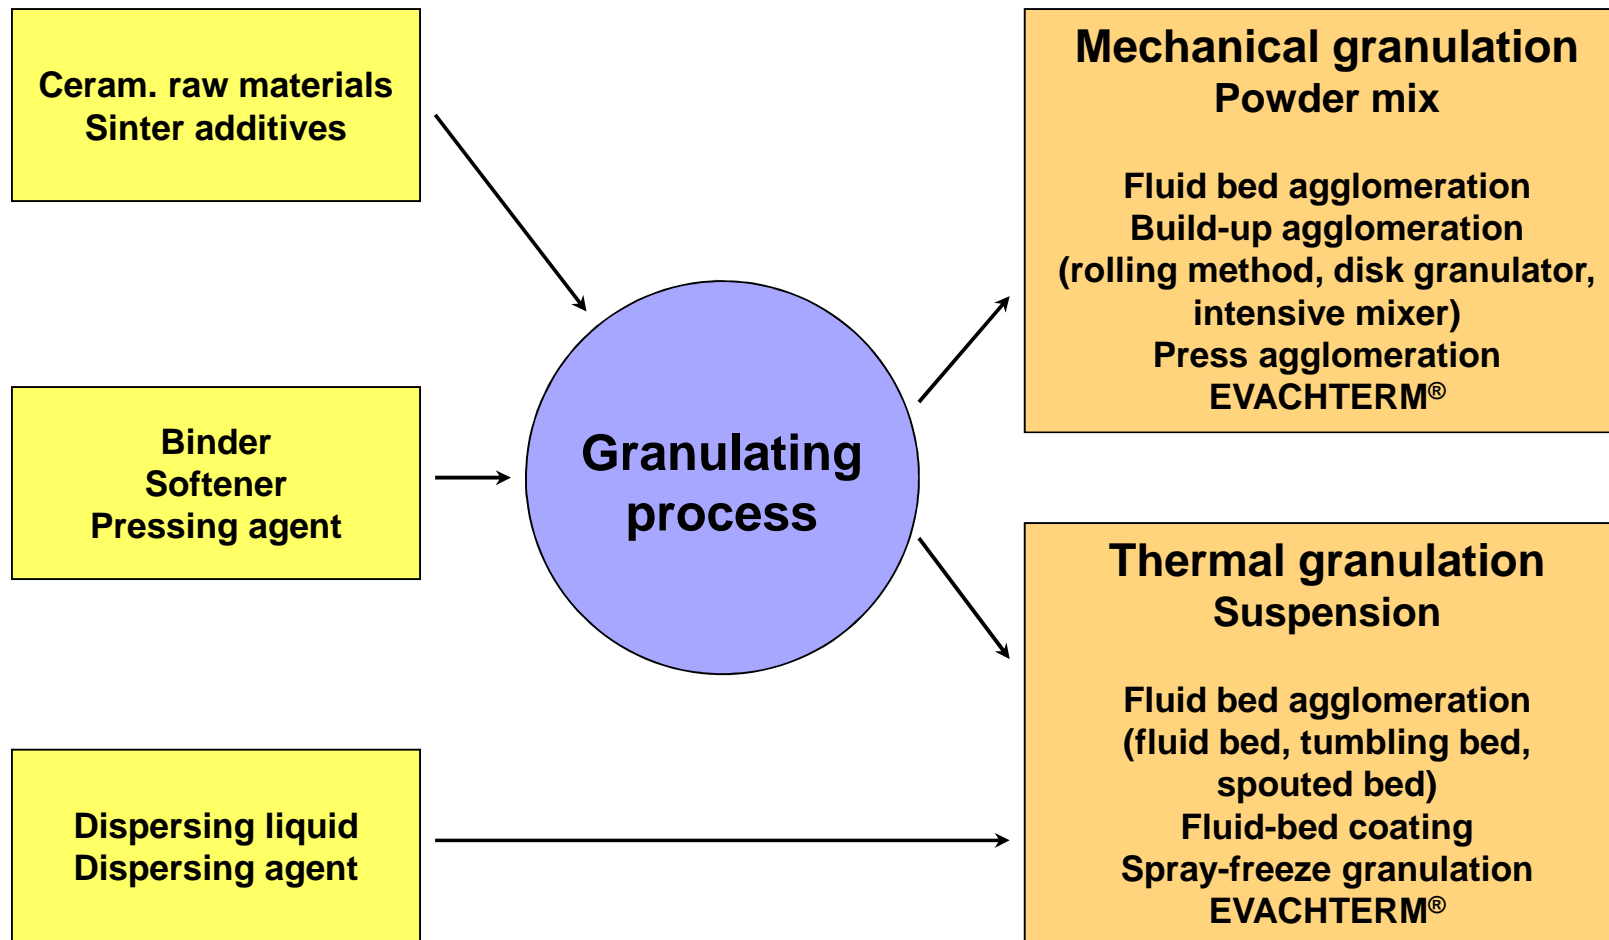 Ceram. raw materials
Sinter additives
Binder
Softener
Pressing agent
Dispersing liquid
Dispersing agent
Granulating
process
Mechanical granulation
Powder mix
Fluid bed agglomeration
Build-up agglomeration
(rolling method, disk granulator,
intensive mixer)
Press agglomeration
EVACHTERM®
Thermal granulation
Suspension
Fluid bed agglomeration
(fluid bed, tumbling bed,
spouted bed)
Fluid-bed coating
Spray-freeze granulation
EVACHTERM®